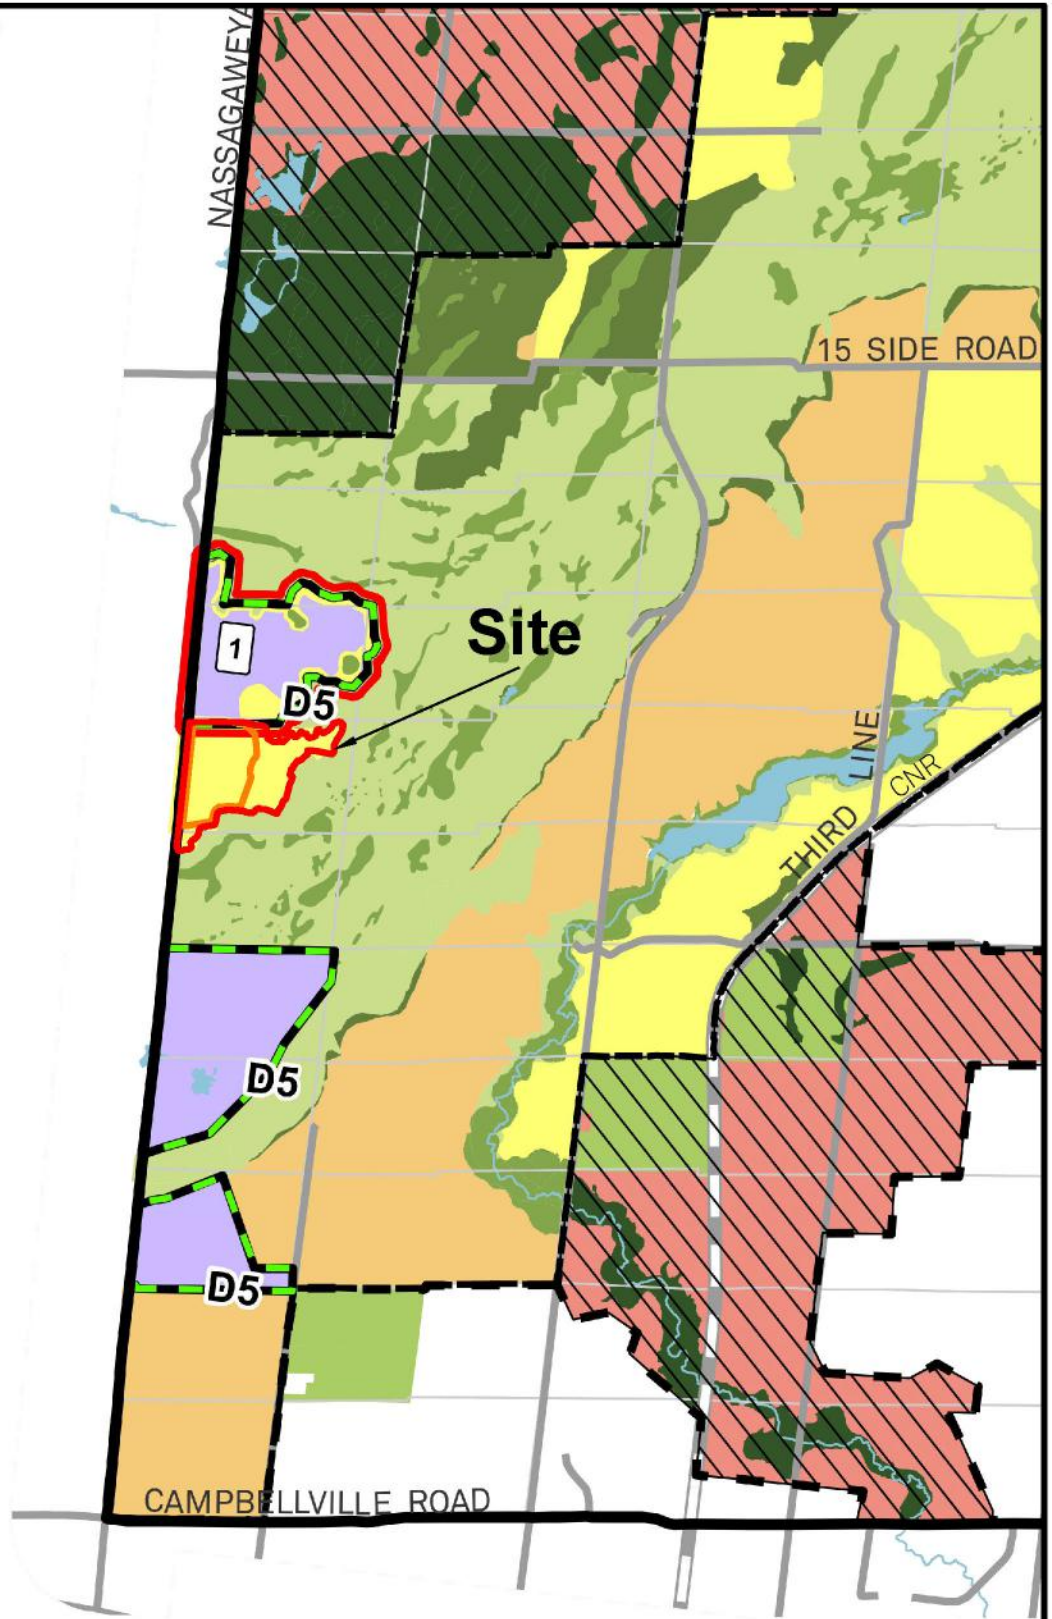 NASSAGAWEYA
15 SIDE ROAD
Site
1
D5
LINE
CNR
THIRD
D5
D5
CAMPBELLVILLE ROAD